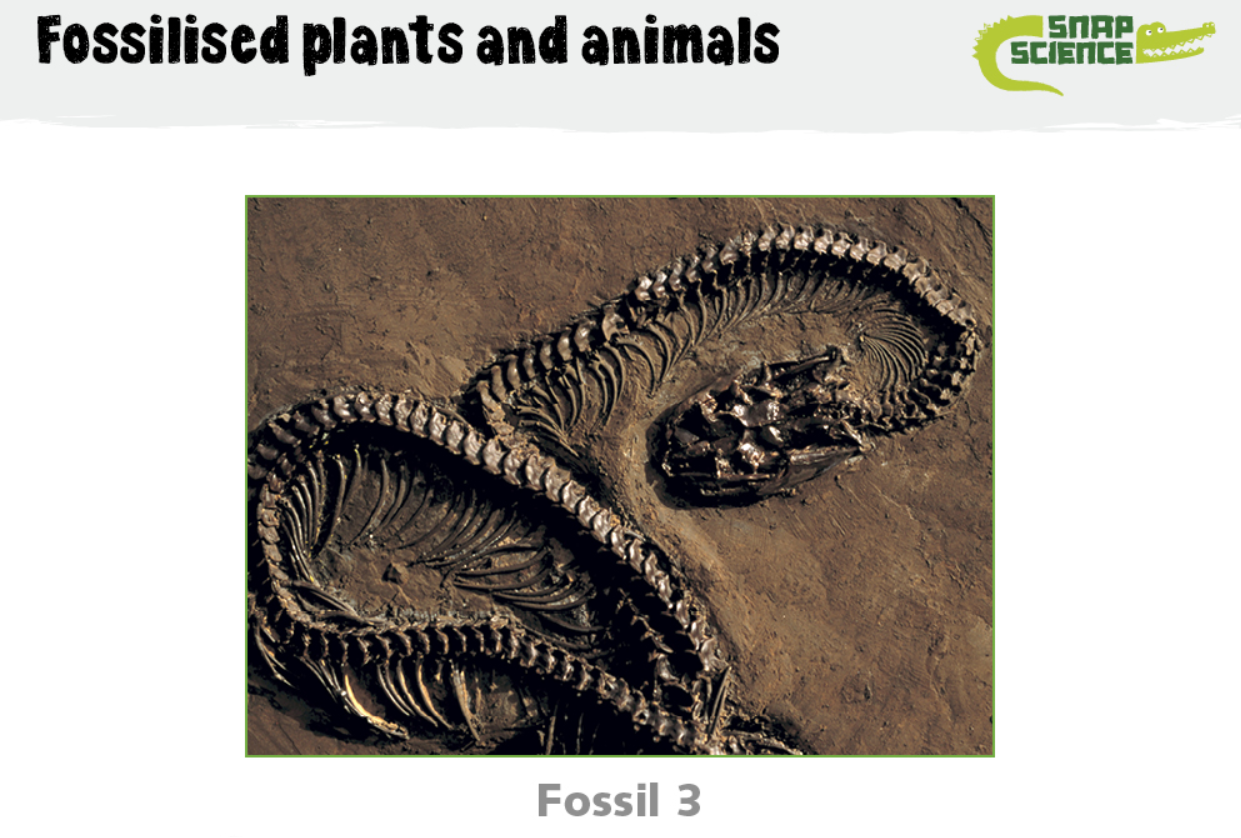 Fossilised plants and animals
SNAP
SCIENCE
Fossil 3